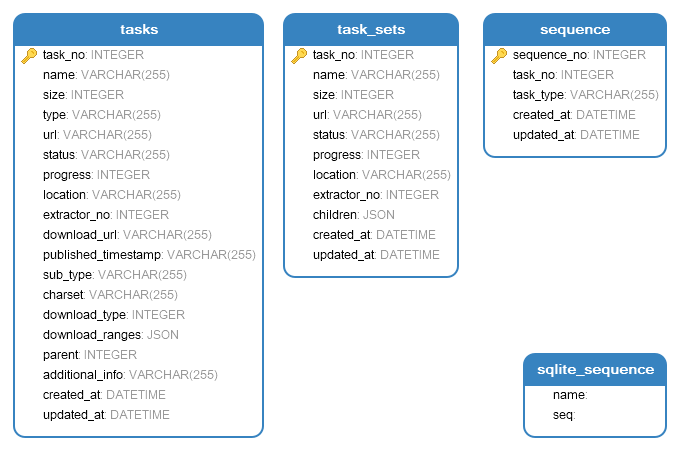 tasks
task_no: INTEGER
name: VARCHAR(255)
size: INTEGER
type: VARCHAR(255)
url: VARCHAR(255)
status: VARCHAR(255)
progress: INTEGER
location: VARCHAR(255)
extractor_no: INTEGER
download_url: VARCHAR(255)
published_timestamp: VARCHAR(255)
sub_type: VARCHAR(255)
charset: VARCHAR(255)
download_type: INTEGER
download_ranges: JSON
parent: INTEGER
additional_info: VARCHAR(255)
created_at: DATETIME
updated_at: DATETIME
task_sets
task_no: INTEGER
name: VARCHAR(255)
size: INTEGER
url: VARCHAR(255)
status: VARCHAR(255)
progress: INTEGER
location: VARCHAR(255)
extractor_no: INTEGER
children: JSON
created_at: DATETIME
updated_at: DATETIME
sequence
sequence_no: INTEGER
task_no: INTEGER
task_type: VARCHAR(255)
created_at: DATETIME
updated_at: DATETIME
sqlite_sequence
name:
seq: